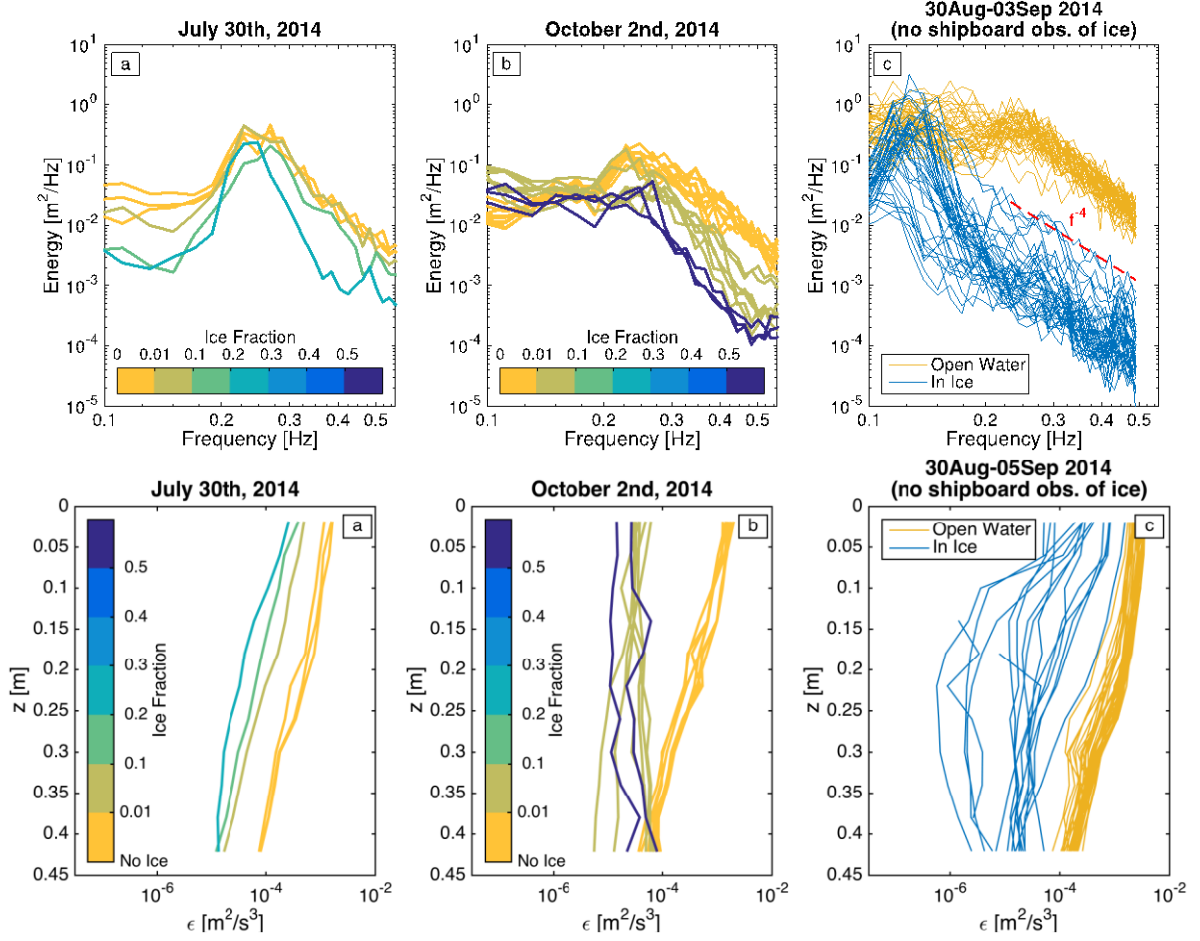 July 30th, 2014
a
10^1
10^0
10^-1
10^-2
10^-3
10^-4
10^-5
Energy [m^2/Hz]
Ice Fraction
0 0.01 0.1 0.2 0.3 0.4 0.5
0.1 0.2 0.3 0.4 0.5
Frequency [Hz]
October 2nd, 2014
b
10^1
10^0
10^-1
10^-2
10^-3
10^-4
10^-5
Energy [m^2/Hz]
Ice Fraction
0 0.01 0.1 0.2 0.3 0.4 0.5
0.1 0.2 0.3 0.4 0.5
Frequency [Hz]
30Aug-03Sep 2014
(no shipboard obs. of ice)
c
10^1
10^0
10^-1
10^-2
10^-3
10^-4
10^-5
Energy [m^2/Hz]
f^-4
Open Water
In Ice
0.1 0.2 0.3 0.4 0.5
Frequency [Hz]
July 30th, 2014
a
0
0.05
0.1
0.15
0.2
0.25
0.3
0.35
0.4
0.45
z [m]
0.5
0.4
0.3
0.2
0.1
0.01
No Ice
Ice Fraction
10^-6 10^-4 10^-2
ϵ [m^2/s^3]
October 2nd, 2014
b
0
0.05
0.1
0.15
0.2
0.25
0.3
0.35
0.4
0.45
z [m]
0.5
0.4
0.3
0.2
0.1
0.01
No Ice
Ice Fraction
10^-6 10^-4 10^-2
ϵ [m^2/s^3]
30Aug-05Sep 2014
(no shipboard obs. of ice)
c
Open Water
In Ice
0
0.05
0.1
0.15
0.2
0.25
0.3
0.35
0.4
0.45
z [m]
10^-6 10^-4 10^-2
ϵ [m^2/s^3]